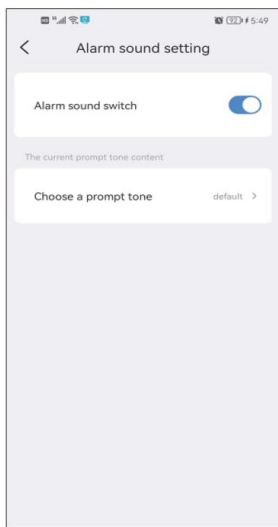 5:49
Alarm sound setting
Alarm sound switch
The current prompt tone content
Choose a prompt tone default